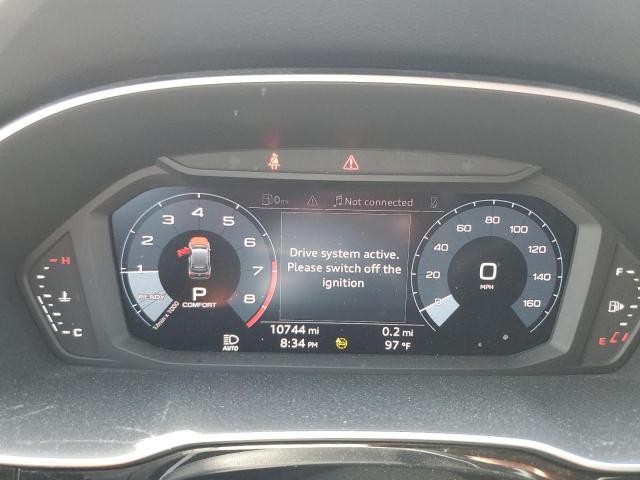 0mi Not connected
1 2 3 4 5 6 7 8
READY
1/min x 1000
P
COMFORT
Drive system active.
Please switch off the
ignition
0 20 40 60 80 100 120 140 160
0
MPH
H
C
F
E
10744 mi 0.2 mi
AUTO 8:34 PM 97 °F